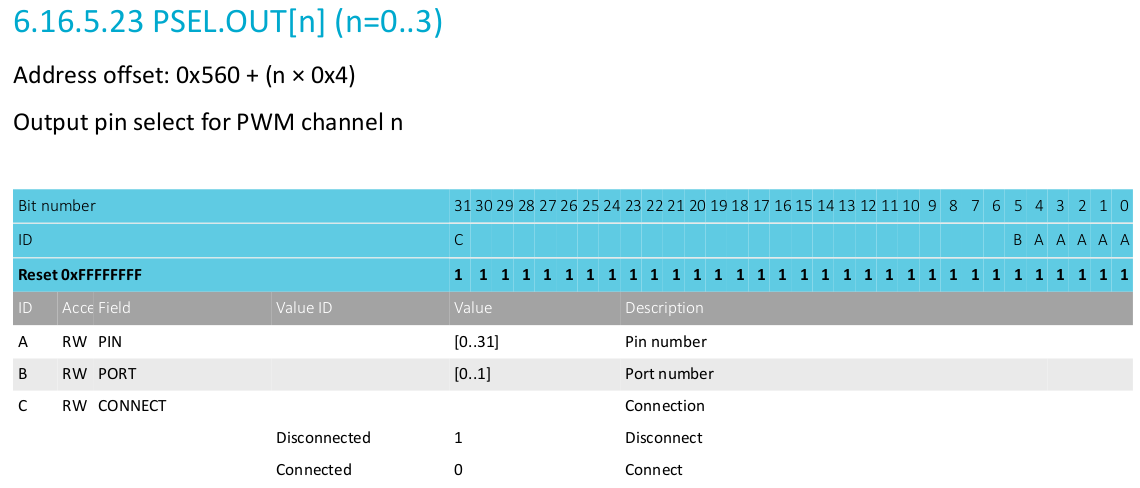 6.16.5.23 PSEL.OUT[n] (n=0..3)
Address offset: 0x560 + (n × 0x4)
Output pin select for PWM channel n
Bit number 31 30 29 28 27 26 25 24 23 22 21 20 19 18 17 16 15 14 13 12 11 10 9 8 7 6 5 4 3 2 1 0
ID C B A A A A A
Reset 0xFFFFFFFF 1 1 1 1 1 1 1 1 1 1 1 1 1 1 1 1 1 1 1 1 1 1 1 1 1 1 1 1 1 1 1 1
ID Acce Field Value ID Value Description
A RW PIN [0..31] Pin number
B RW PORT [0..1] Port number
C RW CONNECT Connection
Disconnected 1 Disconnect
Connected 0 Connect